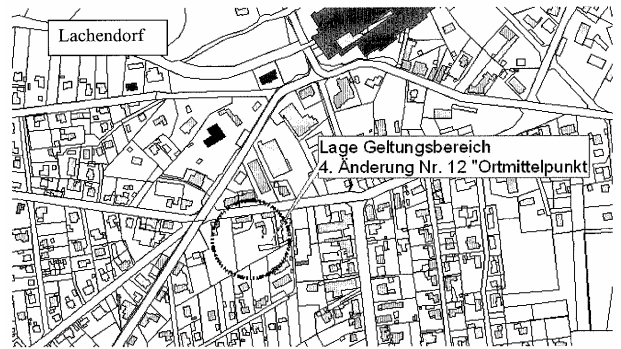 Lachendorf
Lage Geltungsbereich
4. Änderung Nr. 12 "Ortmittelpunkt